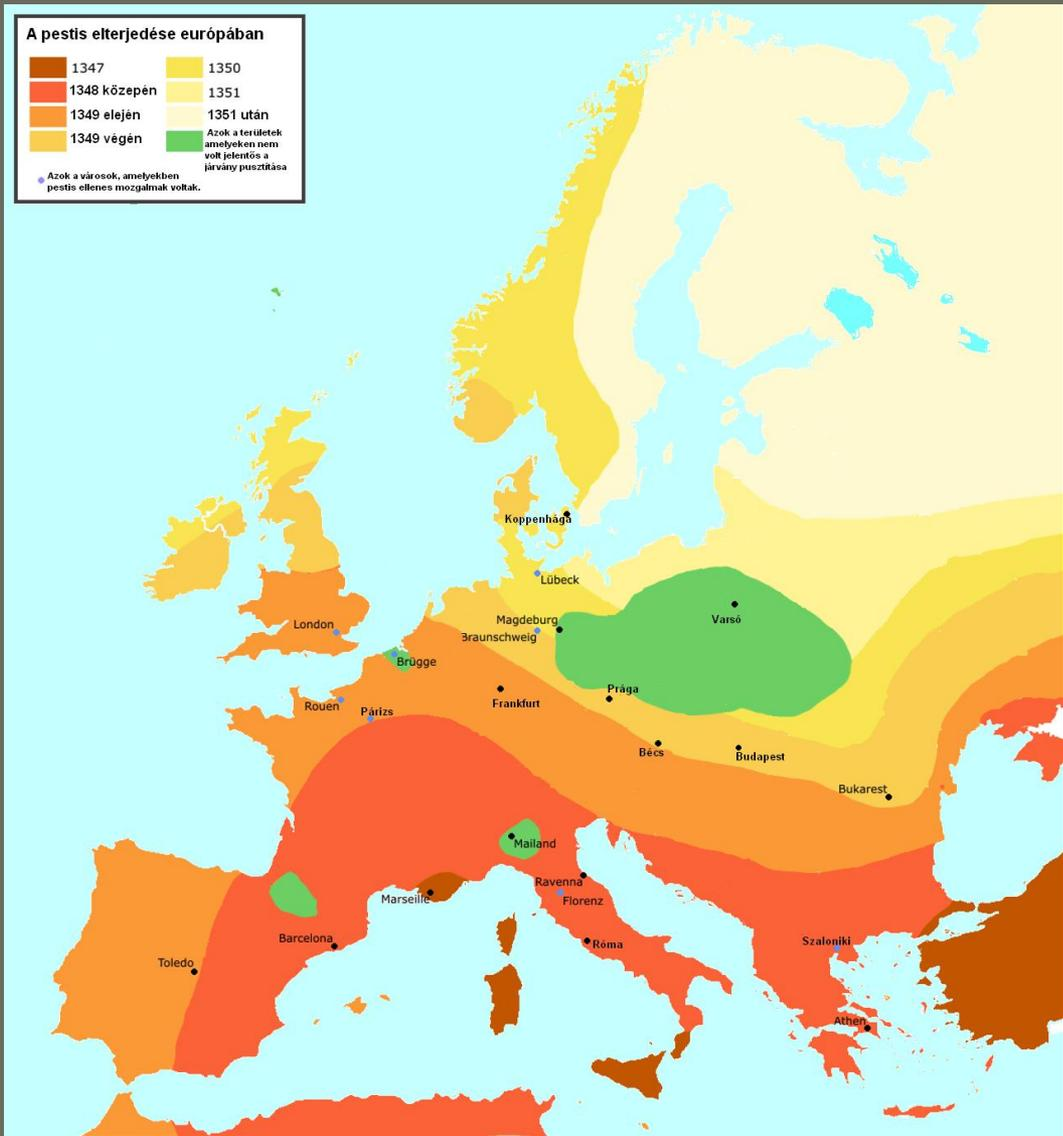 A pestis elterjedése európában
1347
1348 közepén
1349 elején
1349 végén
1350
1351
1351 után
Azok a területek
amelyeken nem
volt jelentős a
járvány pusztítása
Azok a városok, amelyekben
pestis ellenes mozgalmak voltak.
Koppenhága
Lübeck
Magdeburg
Braunschweig
Varsó
London
Brügge
Rouen
Párizs
Frankfurt
Prága
Bécs
Budapest
Bukarest
Mailand
Ravenna
Florenz
Marseille
Barcelona
Róma
Toledo
Szaloniki
Athen